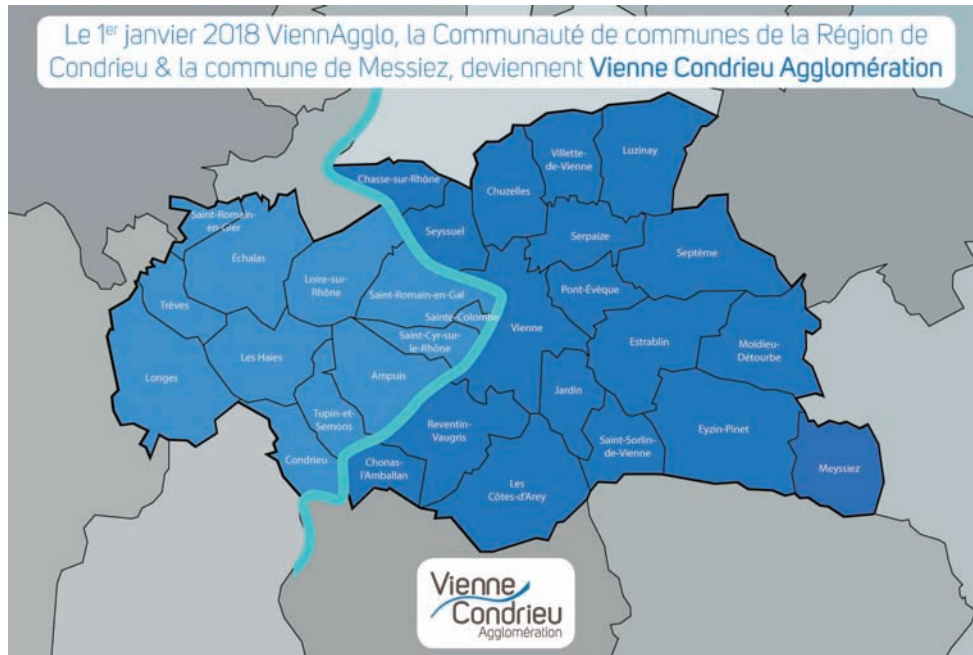 Le 1er janvier 2018 ViennAgglo, la Communauté de communes de la Région de
Condrieu & la commune de Messiez, deviennent Vienne Condrieu Agglomération
Villette-
de-Vienne
Luzinay
Chasse-sur-Rhône
Chuzelles
Saint-Romain-
en-Gier
Seyssuel
Serpaize
Septème
Échalas
Loire-sur-
Rhône
Saint-Romain-en-Gal
Pont-Évèque
Trèves
Sainte-Colombe
Vienne
Saint-Cyr-sur-
le-Rhône
Estrablin
Moidieu-
Détourbe
Les Haies
Longes
Ampuis
Jardin
Tupin-et-
Semons
Reventin-
Vaugris
Eyzin-Pinet
Saint-Sorlin-
de-Vienne
Condrieu
Chonas-
l'Amballan
Les
Côtes-d'Arey
Meyssiez
Vienne
Condrieu
Agglomération